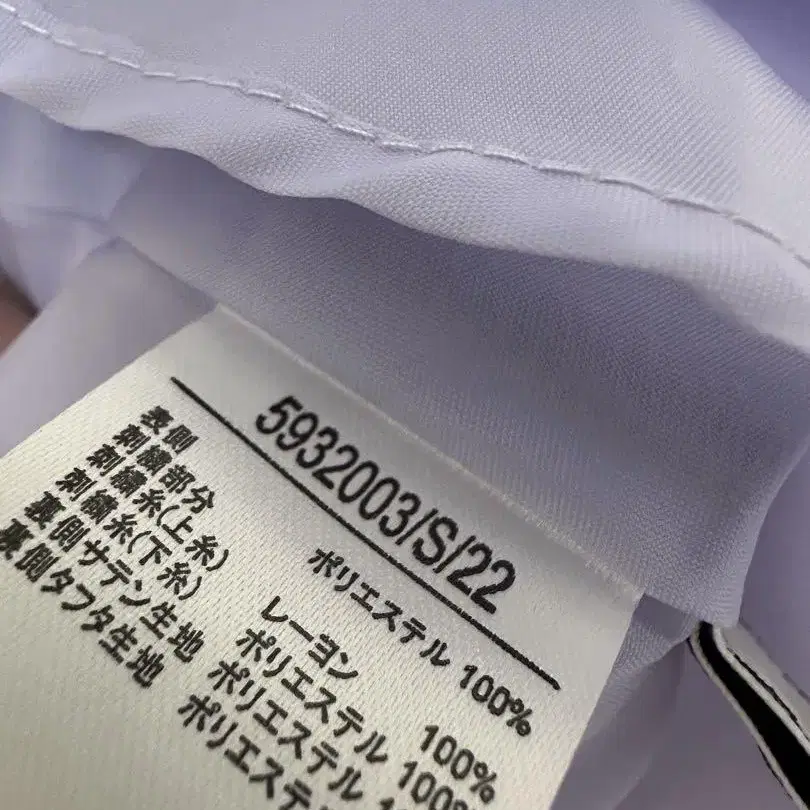 5932003/S/22
表側 ポリエステル 100%
刺繍部分
刺繍糸(上糸) レーヨン 100%
刺繍糸(下糸) ポリエステル 100%
裏側サテン生地 ポリエステル 100%
裏側タフタ生地 ポリエステル